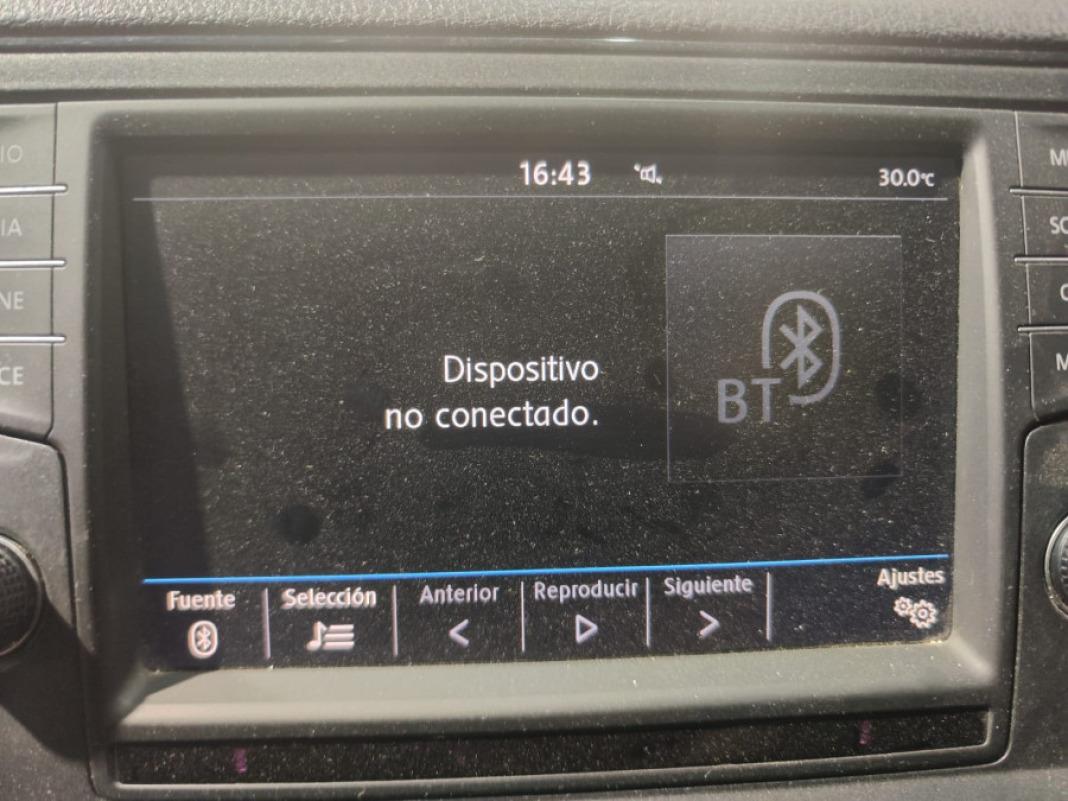 16:43
30.0°C
Dispositivo
no conectado.
BT
Fuente
Selección
Anterior
Reproducir
Siguiente
Ajustes